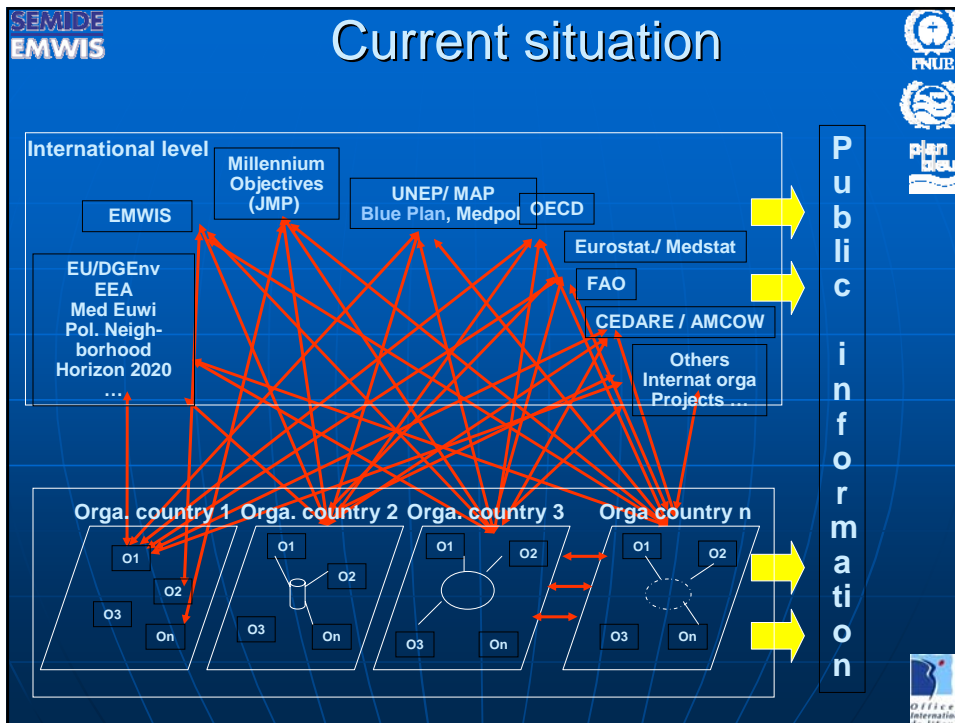 SEMIDE
EMWIS
Current situation
PNUE
plan
bleu
International level
Millennium
Objectives
(JMP)
UNEP/ MAP
Blue Plan, Medpol
OECD
EMWIS
Eurostat./ Medstat
EU/DGEnv
EEA
Med Euwi
Pol. Neigh-
borhood
Horizon 2020
…
FAO
CEDARE / AMCOW
Others
Internat orga
Projects …
Public information
Orga. country 1
O1
O2
O3
On
Orga. country 2
O1
O2
O3
On
Orga. country 3
O1
O2
O3
On
Orga country n
O1
O2
O3
On
Office
Internation